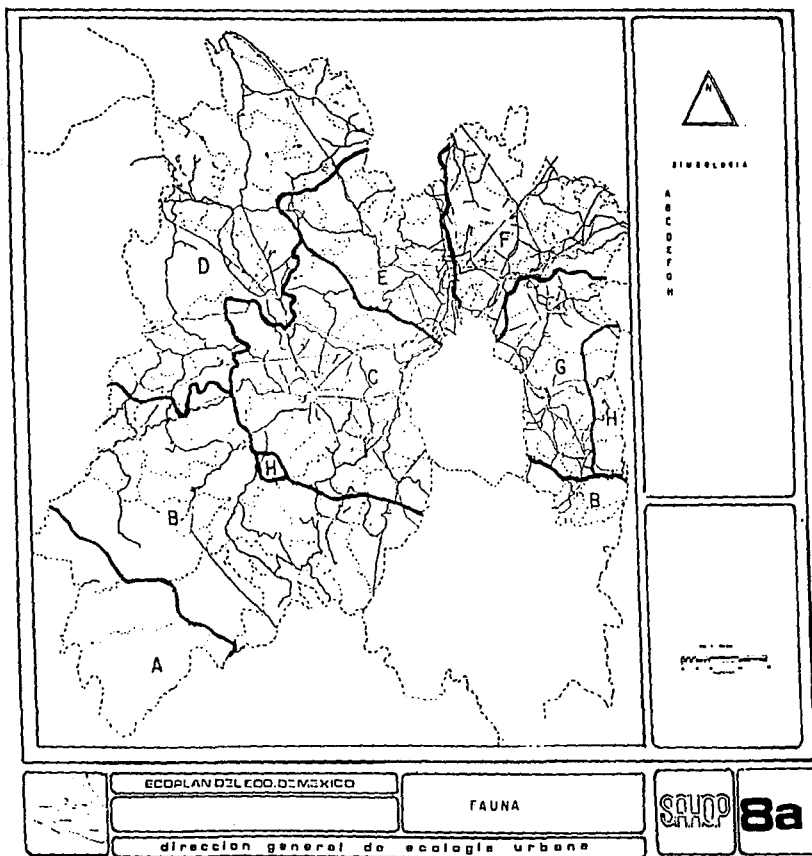 N
SIMBOLOGIA
A
B
C
D
E
F
G
H
D
E
F
C
G
H
H
B
B
A
ECOPLAN DEL EDO. DE MEXICO
FAUNA
SAHOP
8a
direccion general de ecologia urbana